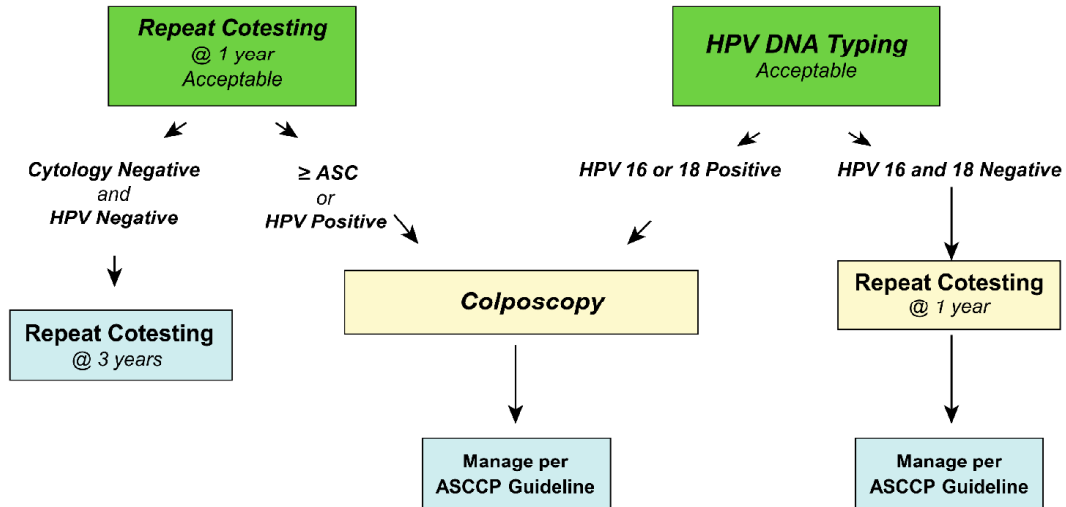 Repeat Cotesting
@ 1 year
Acceptable
HPV DNA Typing
Acceptable
Cytology Negative
and
HPV Negative
≥ ASC
or
HPV Positive
HPV 16 or 18 Positive
HPV 16 and 18 Negative
Repeat Cotesting
@ 3 years
Colposcopy
Repeat Cotesting
@ 1 year
Manage per
ASCCP Guideline
Manage per
ASCCP Guideline